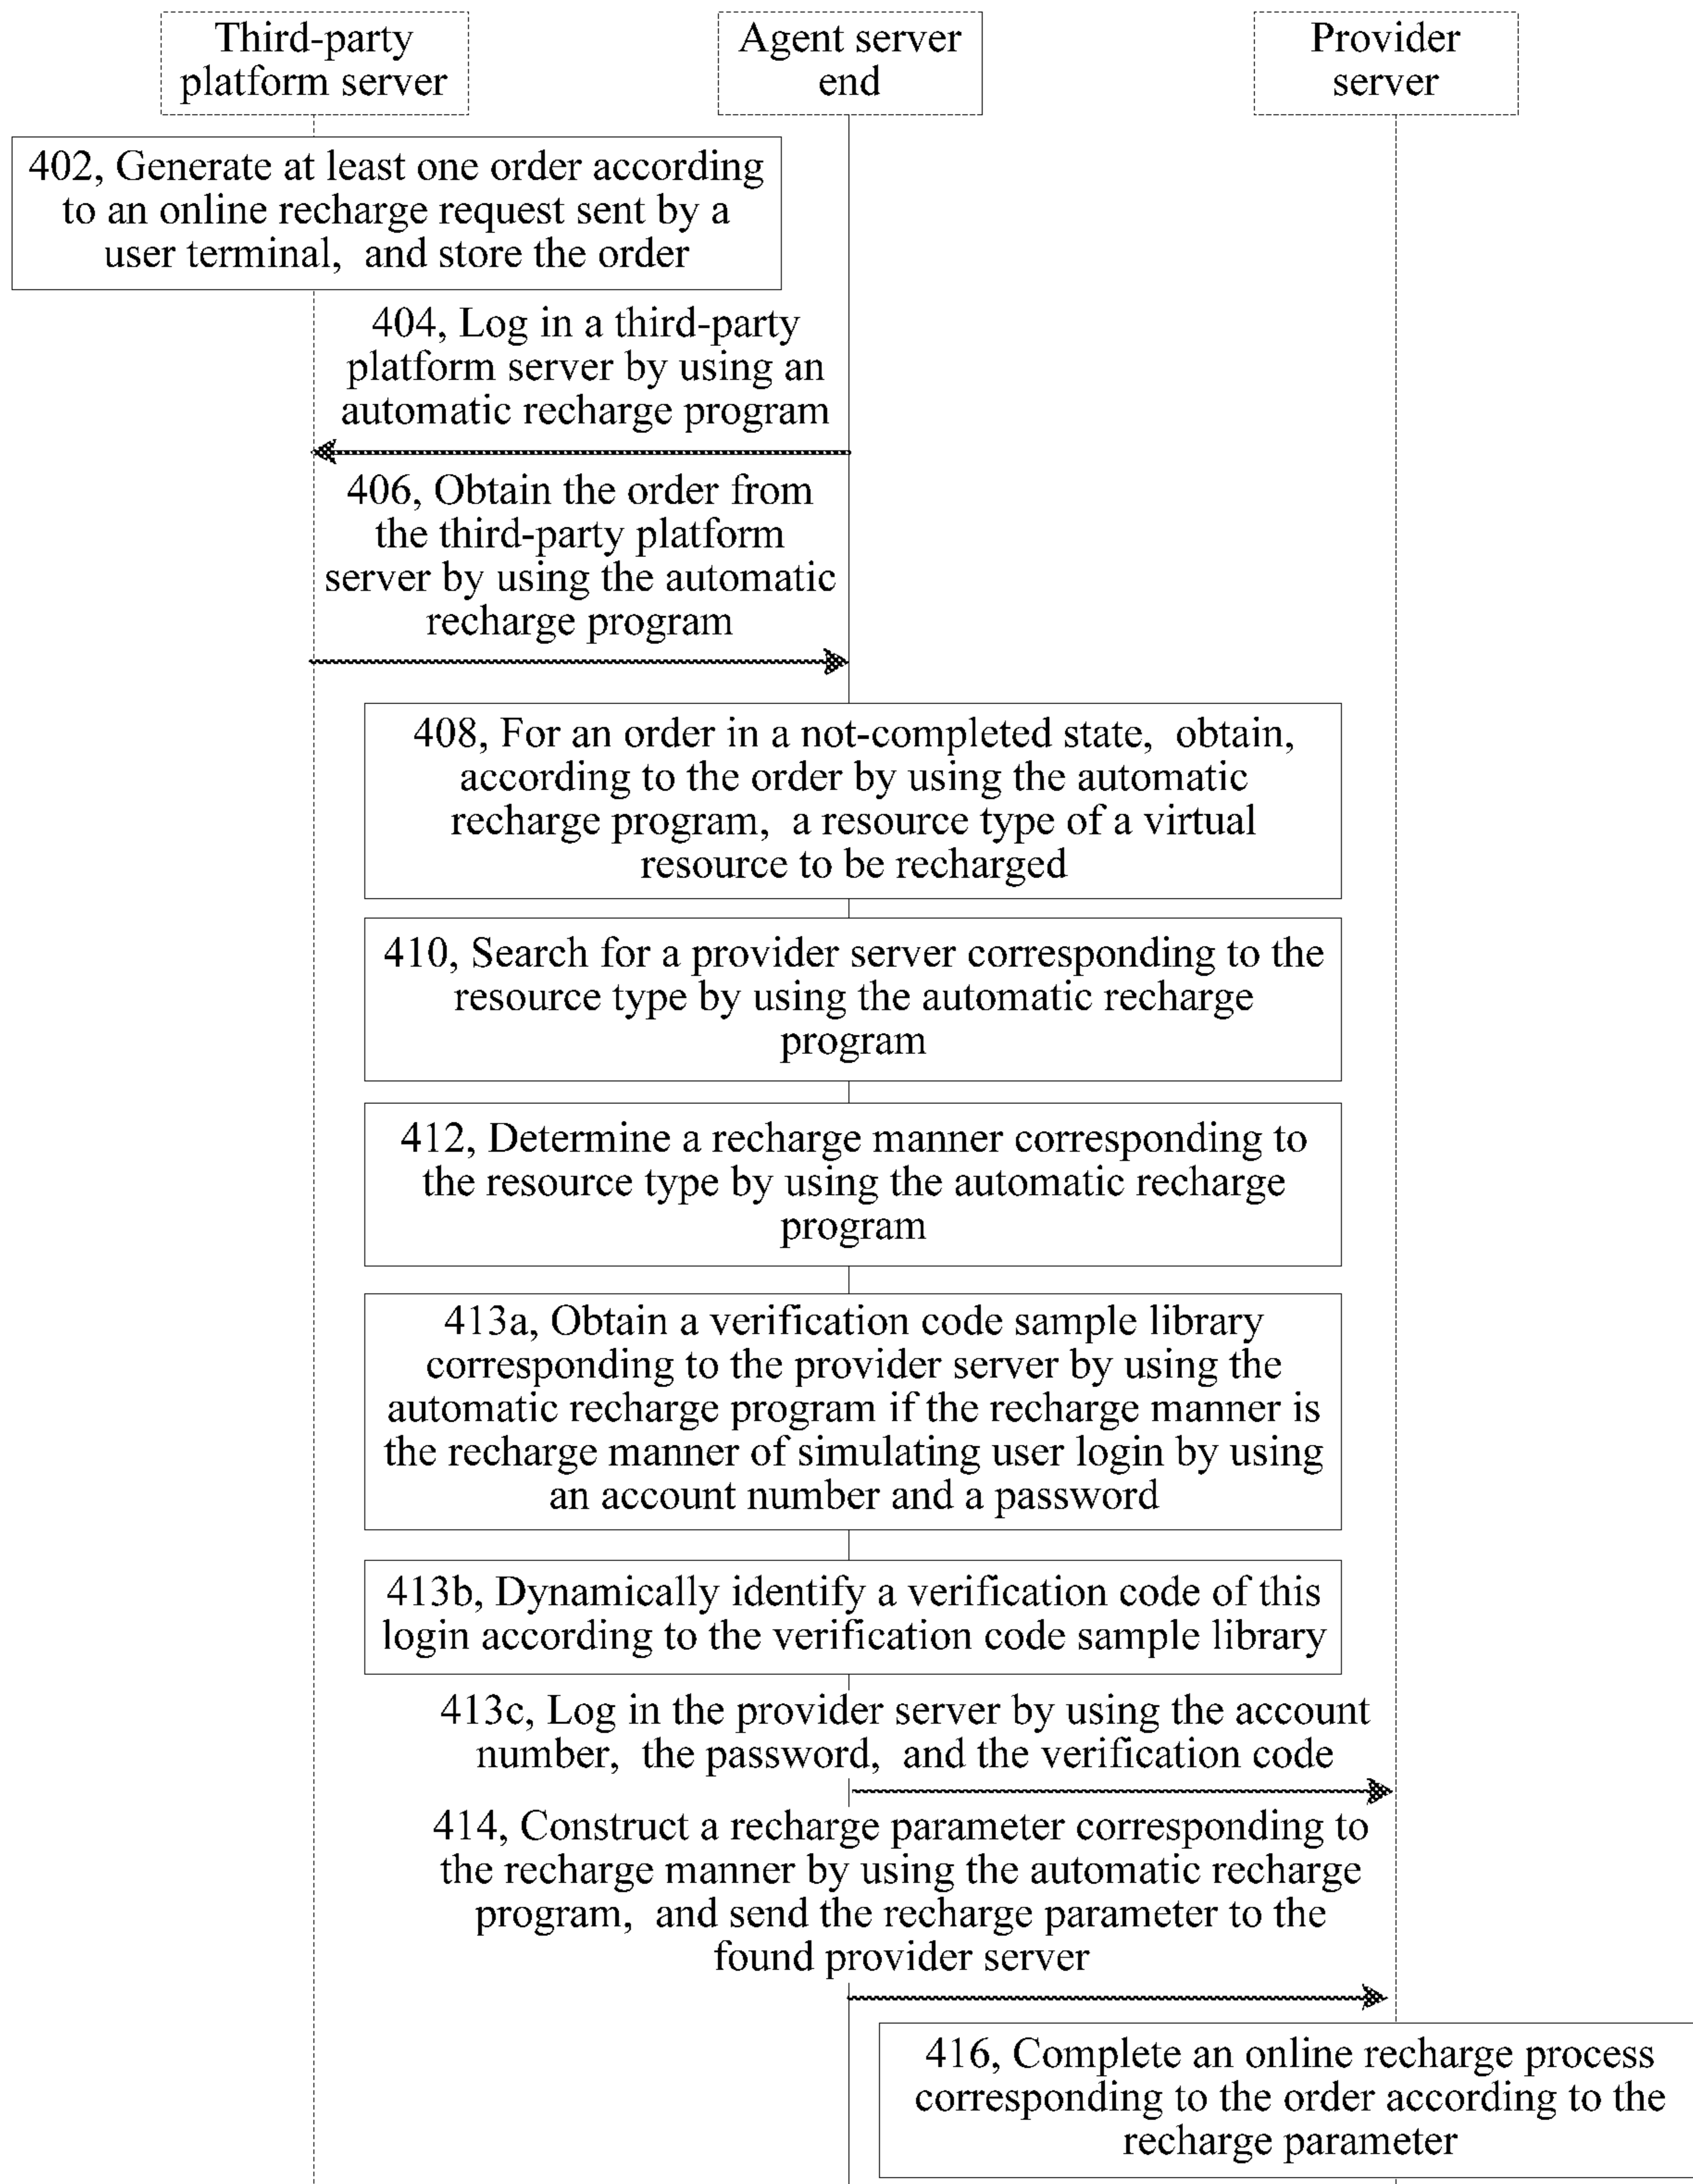 Third-party
platform server
Agent server
end
Provider
server
402, Generate at least one order according
to an online recharge request sent by a
user terminal, and store the order
404, Log in a third-party
platform server by using an
automatic recharge program
406, Obtain the order from
the third-party platform
server by using the automatic
recharge program
408, For an order in a not-completed state, obtain,
according to the order by using the automatic
recharge program, a resource type of a virtual
resource to be recharged
410, Search for a provider server corresponding to the
resource type by using the automatic recharge
program
412, Determine a recharge manner corresponding to
the resource type by using the automatic recharge
program
413a, Obtain a verification code sample library
corresponding to the provider server by using the
automatic recharge program if the recharge manner is
the recharge manner of simulating user login by using
an account number and a password
413b, Dynamically identify a verification code of this
login according to the verification code sample library
413c, Log in the provider server by using the account
number, the password, and the verification code
414, Construct a recharge parameter corresponding to
the recharge manner by using the automatic recharge
program, and send the recharge parameter to the
found provider server
416, Complete an online recharge process
corresponding to the order according to the
recharge parameter